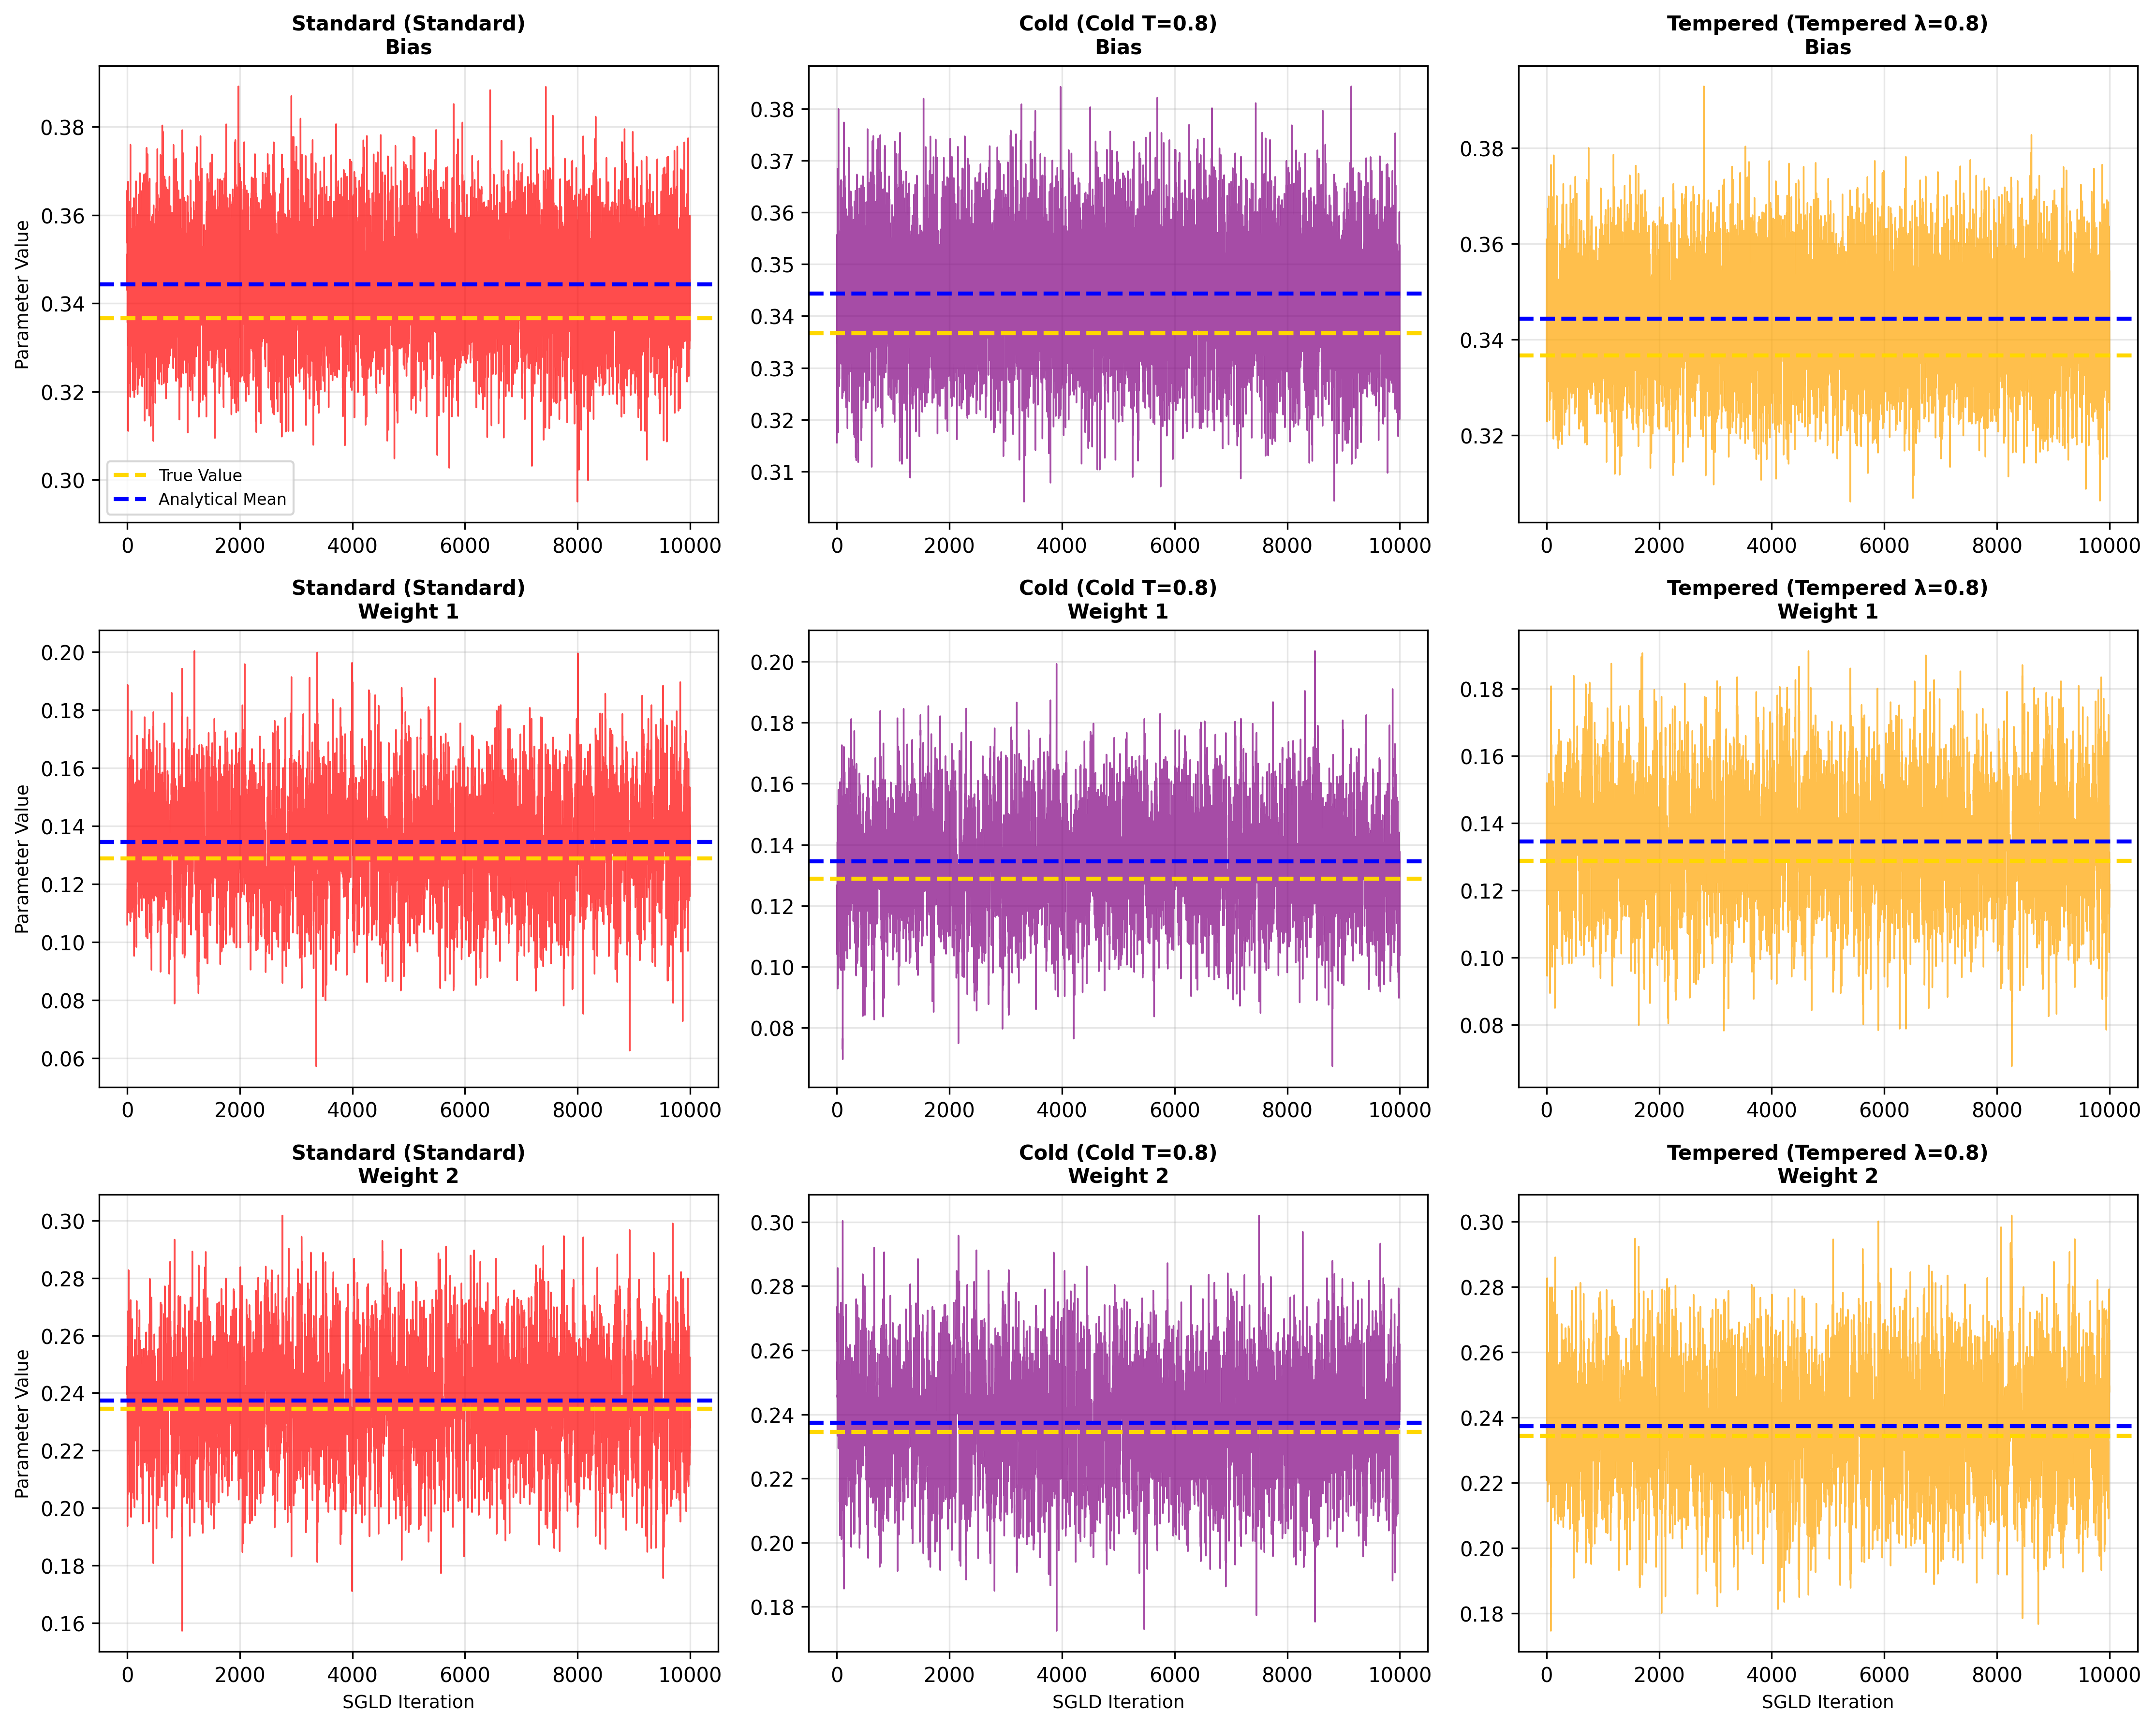 Standard (Standard)
Bias
Parameter Value
0.38
0.36
0.34
0.32
0.30
True Value
Analytical Mean
0 2000 4000 6000 8000 10000
Cold (Cold T=0.8)
Bias
0.38
0.37
0.36
0.35
0.34
0.33
0.32
0.31
0 2000 4000 6000 8000 10000
Tempered (Tempered λ=0.8)
Bias
0.38
0.36
0.34
0.32
0 2000 4000 6000 8000 10000
Standard (Standard)
Weight 1
Parameter Value
0.20
0.18
0.16
0.14
0.12
0.10
0.08
0.06
0 2000 4000 6000 8000 10000
Cold (Cold T=0.8)
Weight 1
0.20
0.18
0.16
0.14
0.12
0.10
0.08
0 2000 4000 6000 8000 10000
Tempered (Tempered λ=0.8)
Weight 1
0.18
0.16
0.14
0.12
0.10
0.08
0 2000 4000 6000 8000 10000
Standard (Standard)
Weight 2
Parameter Value
0.30
0.28
0.26
0.24
0.22
0.20
0.18
0.16
0 2000 4000 6000 8000 10000
SGLD Iteration
Cold (Cold T=0.8)
Weight 2
0.30
0.28
0.26
0.24
0.22
0.20
0.18
0 2000 4000 6000 8000 10000
SGLD Iteration
Tempered (Tempered λ=0.8)
Weight 2
0.30
0.28
0.26
0.24
0.22
0.20
0.18
0 2000 4000 6000 8000 10000
SGLD Iteration